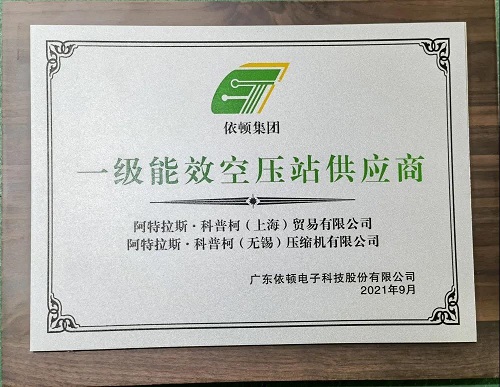 依顿集团
一级能效空压站供应商
阿特拉斯·科普柯（上海）贸易有限公司
阿特拉斯·科普柯（无锡）压缩机有限公司
广东依顿电子科技股份有限公司
2021年9月